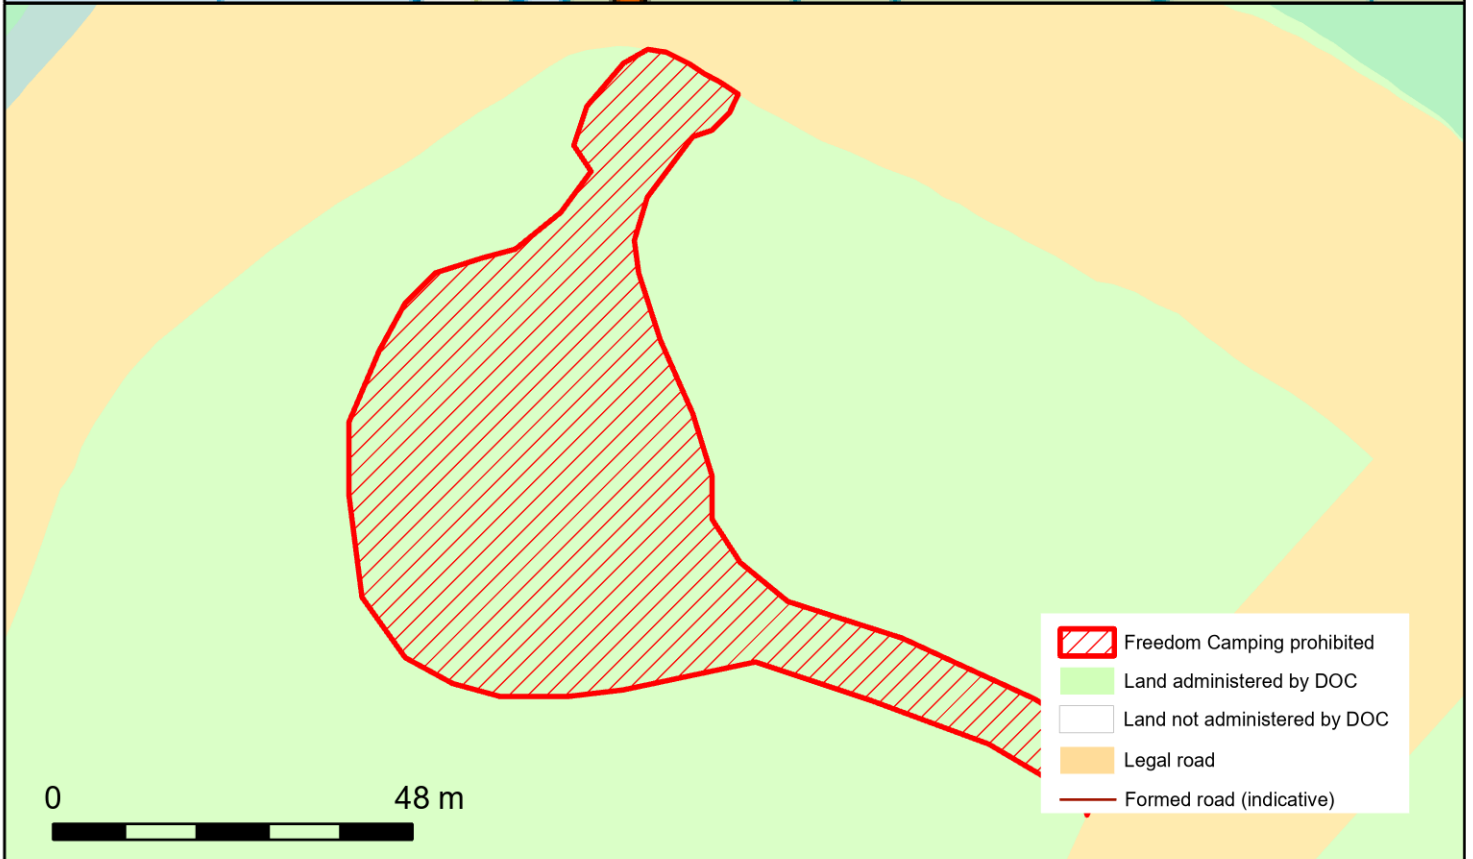 Freedom Camping prohibited
Land administered by DOC
Land not administered by DOC
Legal road
Formed road (indicative)
0 48 m